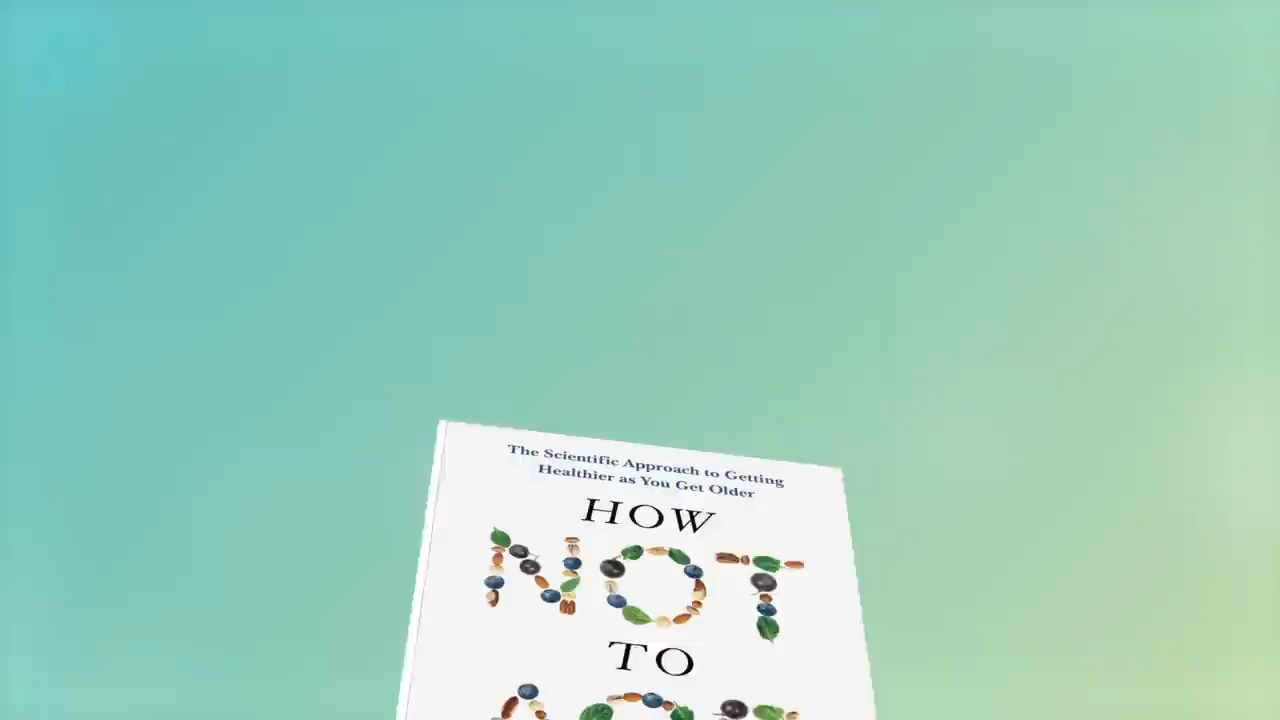 The Scientific Approach to Getting
Healthier as You Get Older
HOW
NOT
TO